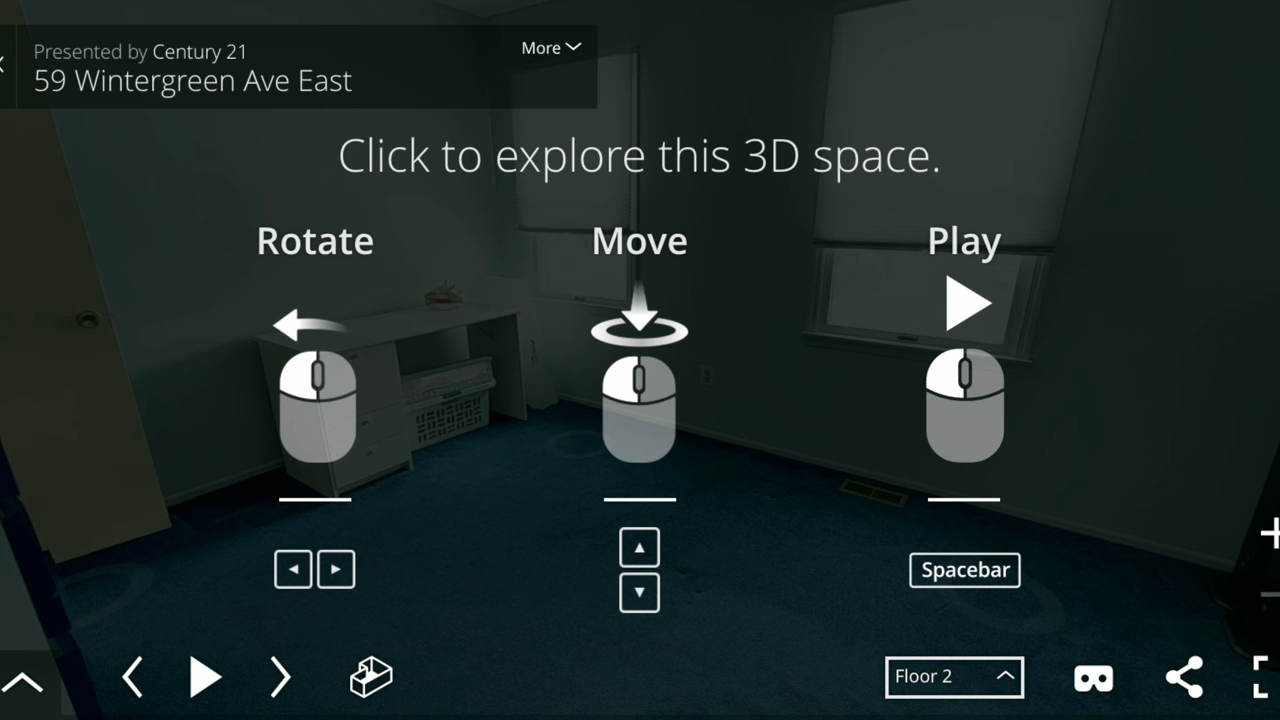 Presented by Century 21
More
59 Wintergreen Ave East
Click to explore this 3D space.
Rotate
Move
Play
Spacebar
Floor 2